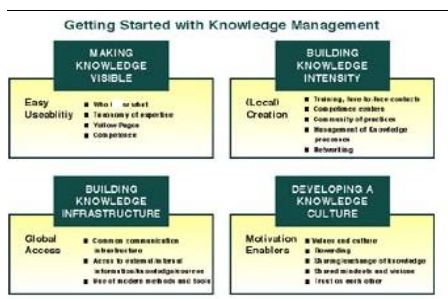 Getting Started with Knowledge Management
MAKING
KNOWLEDGE
VISIBLE
Easy
Useablitiy
Who
what
Taxonomy of expertise
Yellow Pages
Competence
BUILDING
KNOWLEDGE
INTENSITY
(Local)
Creation
Training, face-to-face contacts
Competence centers
Community of practices
Management of Knowledge
processes
Networking
BUILDING
KNOWLEDGE
INFRASTRUCTURE
Global
Access
Common communication
infrastructure
Access to external/internal
information/knowledge sources
Use of modern methods and tools
DEVELOPING A
KNOWLEDGE
CULTURE
Motivation
Enablers
Values and culture
Rewarding
Sharing/exchange of knowledge
Shared mindsets and visions
Trust on each other